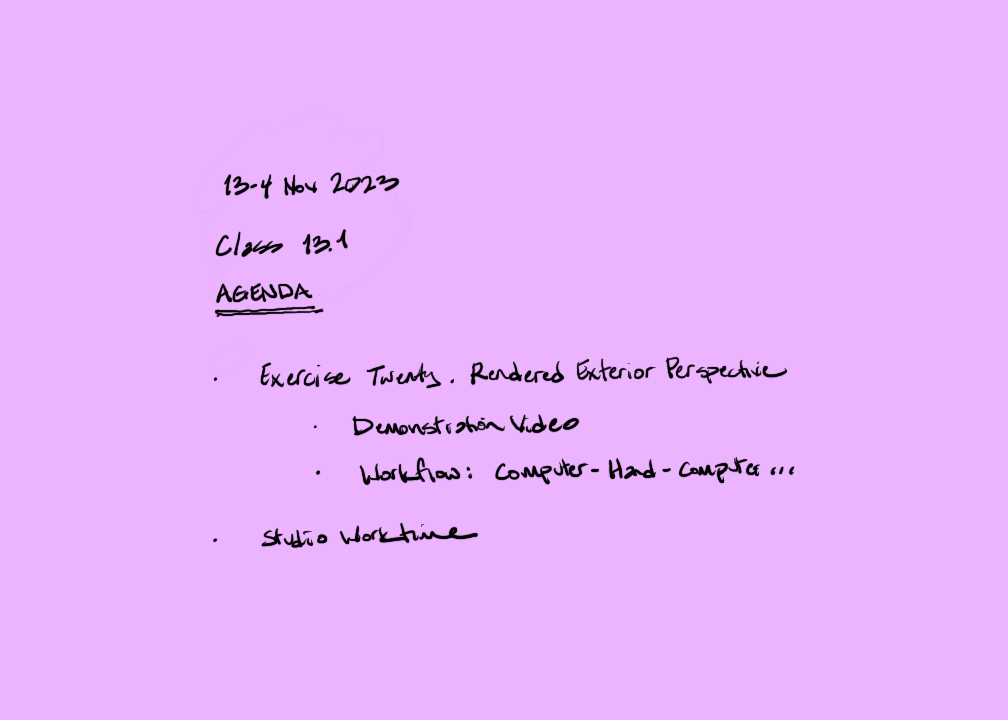 13-4 Nov 2023
Class 13.1
AGENDA
· Exercise Twenty. Rendered Exterior Perspective
· Demonstration Video
· Workflow: Computer-Hand-Computer...
· Studio Worktime